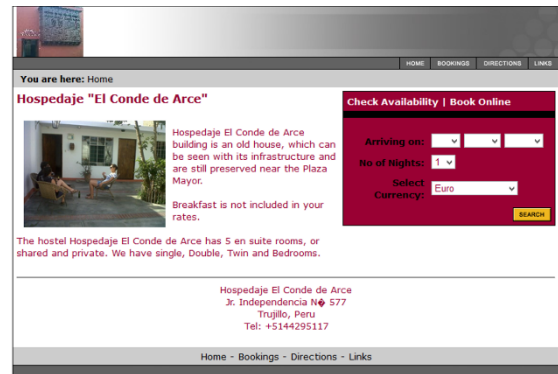 HOME BOOKINGS DIRECTIONS LINKS
You are here: Home
Hospedaje "El Conde de Arce"
Hospedaje El Conde de Arce
building is an old house, which can
be seen with its infrastructure and
are still preserved near the Plaza
Mayor.
Breakfast is not included in your
rates.
The hostel Hospedaje El Conde de Arce has 5 en suite rooms, or
shared and private. We have single, Double, Twin and Bedrooms.
Check Availability | Book Online
Arriving on:
No of Nights: 1
Select
Currency: Euro
SEARCH
Hospedaje El Conde de Arce
Jr. Independencia N� 577
Trujillo, Peru
Tel: +5144295117
Home - Bookings - Directions - Links